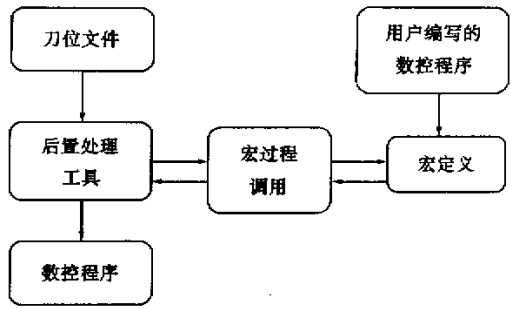 刀位文件
用户编写的
数控程序
后置处理
工具
宏过程
调用
宏定义
数控程序